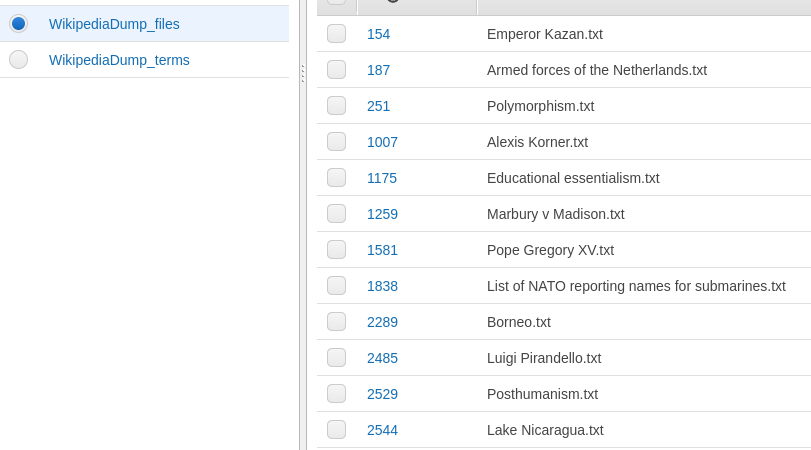 WikipediaDump_files
WikipediaDump_terms
154 Emperor Kazan.txt
187 Armed forces of the Netherlands.txt
251 Polymorphism.txt
1007 Alexis Korner.txt
1175 Educational essentialism.txt
1259 Marbury v Madison.txt
1581 Pope Gregory XV.txt
1838 List of NATO reporting names for submarines.txt
2289 Borneo.txt
2485 Luigi Pirandello.txt
2529 Posthumanism.txt
2544 Lake Nicaragua.txt